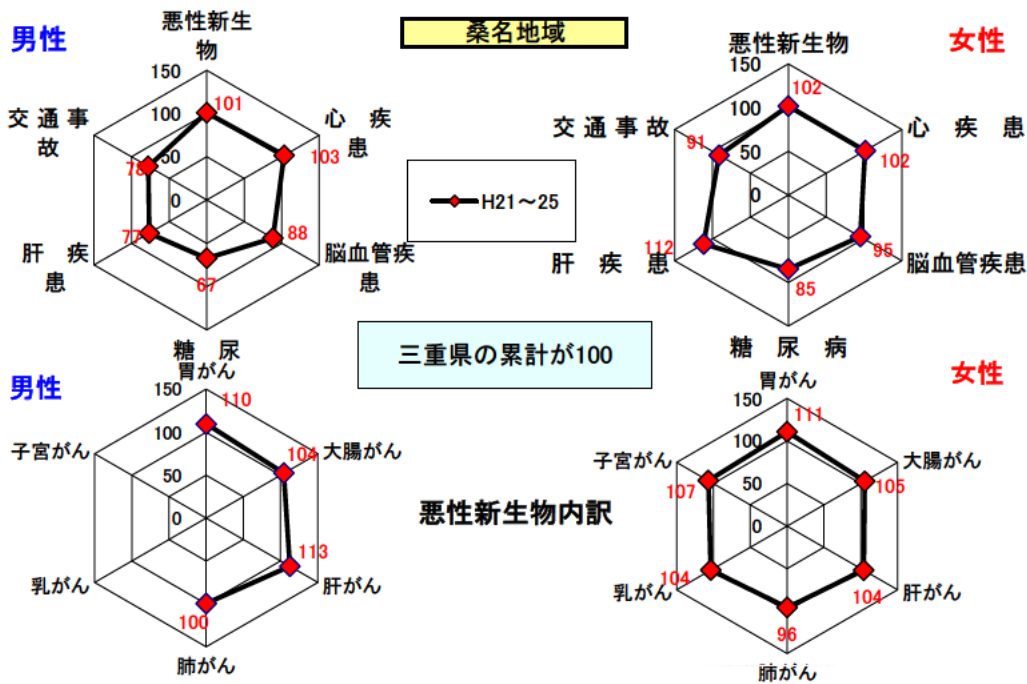 桑名地域
男性
悪性新生
物
150
100
50
0
101
心 疾
患
103
88
脳血管疾
患
67
糖 尿
77
肝 疾
患
78
交 通 事
故
H21～25
女性
悪性新生物
150
100
50
0
102
心 疾 患
102
95
脳血管疾患
85
糖 尿 病
112
肝 疾 患
91
交 通 事 故
三重県の累計が100
男性
胃がん
150
100
50
0
110
大腸がん
104
113
肝がん
100
肺がん
乳がん
子宮がん
悪性新生物内訳
女性
胃がん
150
100
50
0
111
大腸がん
105
104
肝がん
96
肺がん
104
乳がん
107
子宮がん